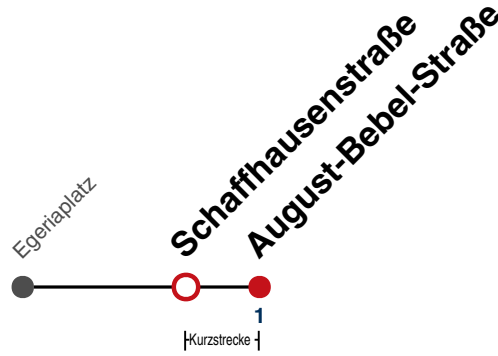 Egeriaplatz
Schaffhausenstraße
August-Bebel-Straße
1
Kurzstrecke